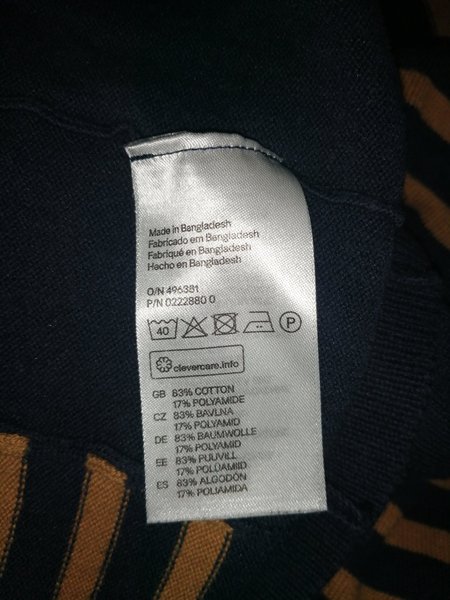 Made in Bangladesh
Fabricado em Bangladesh
Fabriqué en Bangladesh
Hecho en Bangladesh
O/N 496381
P/N 0222880 0
40 P
clevercare.info
GB 83% COTTON
17% POLYAMIDE
CZ 83% BAVLNA
17% POLYAMID
DE 83% BAUMWOLLE
17% POLYAMID
EE 83% PUUVILL
17% POLÜAMIID
ES 83% ALGODÓN
17% POLIAMIDA